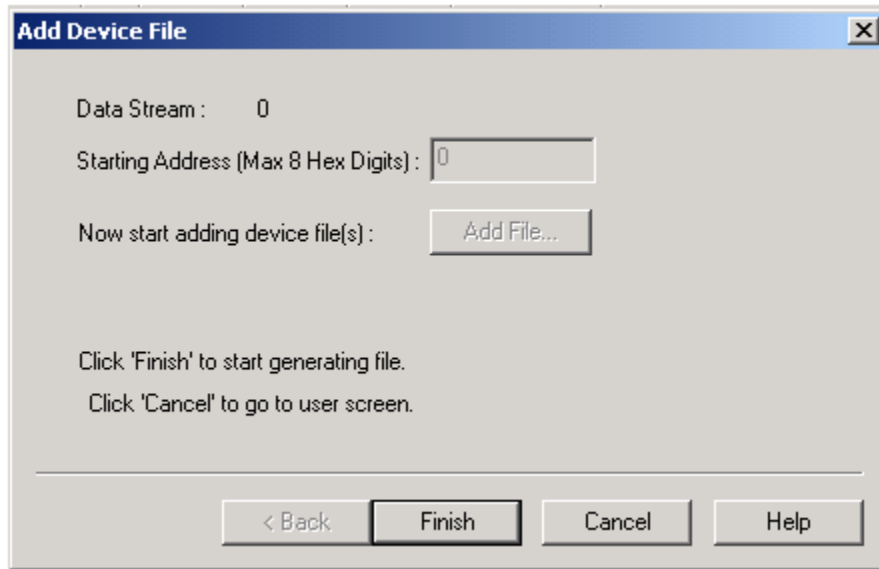 Add Device File
Data Stream : 0
Starting Address (Max 8 Hex Digits) : 0
Now start adding device file(s) : Add File...
Click 'Finish' to start generating file.
Click 'Cancel' to go to user screen.
< Back Finish Cancel Help